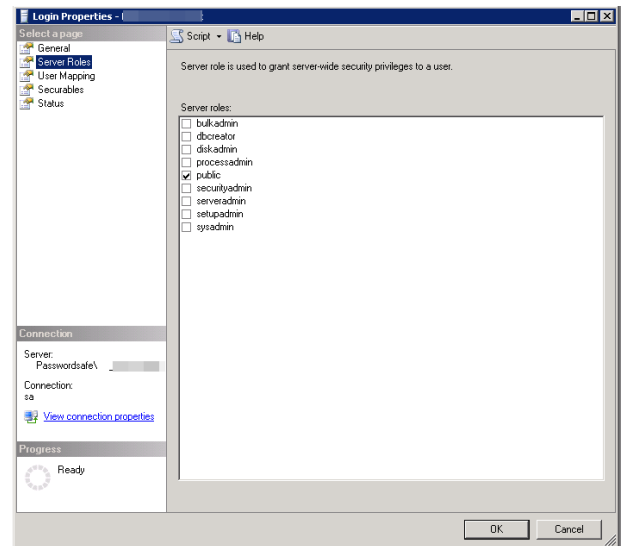 Login Properties -
Select a page
General
Server Roles
User Mapping
Securables
Status
Script
Help
Server role is used to grant server-wide security privileges to a user.
Server roles:
bulkadmin
dbcreator
diskadmin
processadmin
public
securityadmin
serveradmin
setupadmin
sysadmin
Connection
Server:
Passwordsafe\
Connection:
sa
View connection properties
Progress
Ready
OK
Cancel